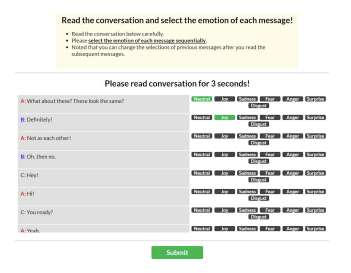 Read the conversation and select the emotion of each message!
Read the conversation below carefully.
Please select the emotion of each message sequentially.
Noted that you can change the selections of previous messages after you read the
subsequent messages.
Please read conversation for 3 seconds!
A: What about these? These look the same?
Neutral Joy Sadness Fear Anger Surprise
Disgust
B: Definitely!
Neutral Joy Sadness Fear Anger Surprise
Disgust
A: Not as each other!
Neutral Joy Sadness Fear Anger Surprise
Disgust
B: Oh, then no.
Neutral Joy Sadness Fear Anger Surprise
Disgust
C: Hey!
Neutral Joy Sadness Fear Anger Surprise
Disgust
A: Hi!
Neutral Joy Sadness Fear Anger Surprise
Disgust
C: You ready?
Neutral Joy Sadness Fear Anger Surprise
Disgust
A: Yeah.
Neutral Joy Sadness Fear Anger Surprise
Submit